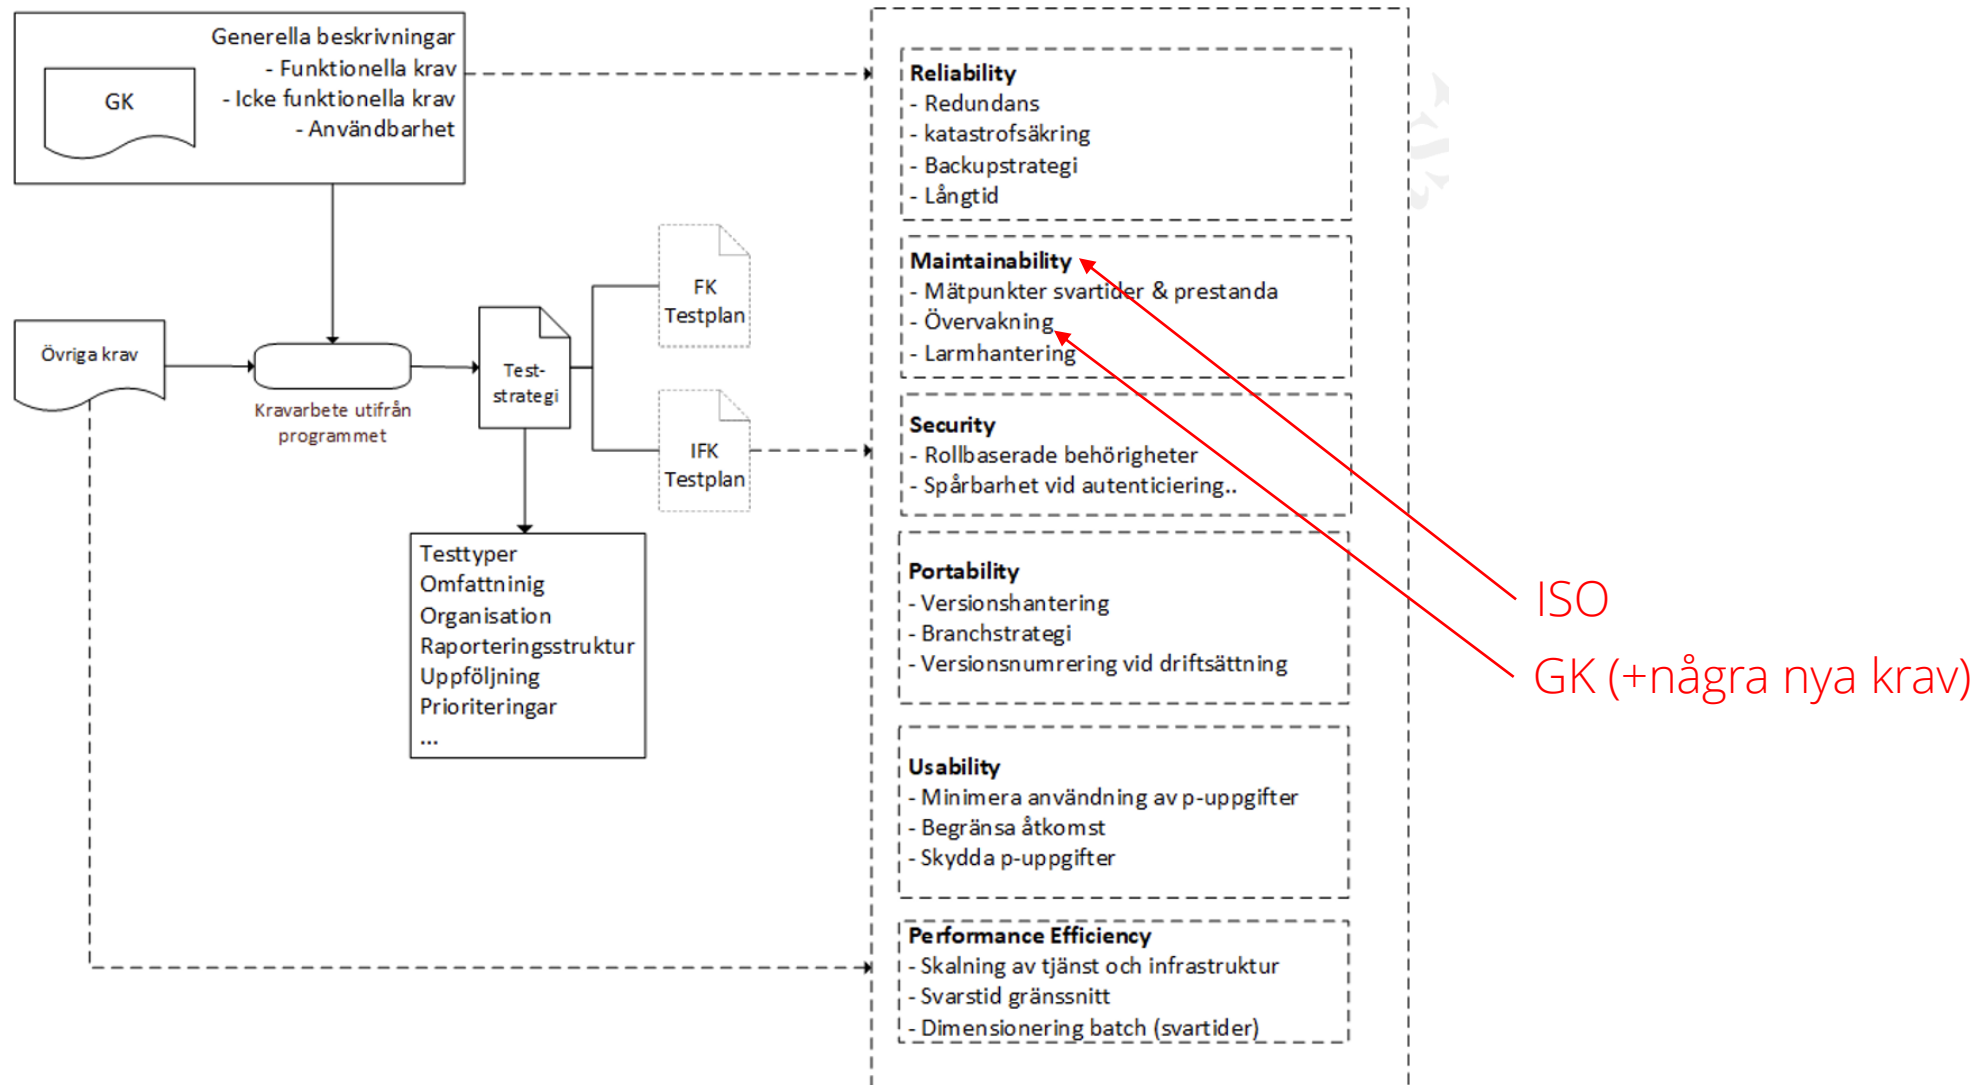 Generella beskrivningar
- Funktionella krav
- Icke funktionella krav
- Användbarhet
GK
Övriga krav
Kravarbete utifrån
programmet
Test-
strategi
FK
Testplan
IFK
Testplan
Testtyper
Omfattninig
Organisation
Raporteringsstruktur
Uppföljning
Prioriteringar
...
Reliability
- Redundans
- katastrofsäkring
- Backupstrategi
- Långtid
Maintainability
- Mätpunkter svartider & prestanda
- Övervakning
- Larmhantering
Security
- Rollbaserade behörigheter
- Spårbarhet vid autenticiering..
Portability
- Versionshantering
- Branchstrategi
- Versionsnumrering vid driftsättning
Usability
- Minimera användning av p-uppgifter
- Begränsa åtkomst
- Skydda p-uppgifter
Performance Efficiency
- Skalning av tjänst och infrastruktur
- Svarstid gränssnitt
- Dimensionering batch (svartider)
ISO
GK (+några nya krav)